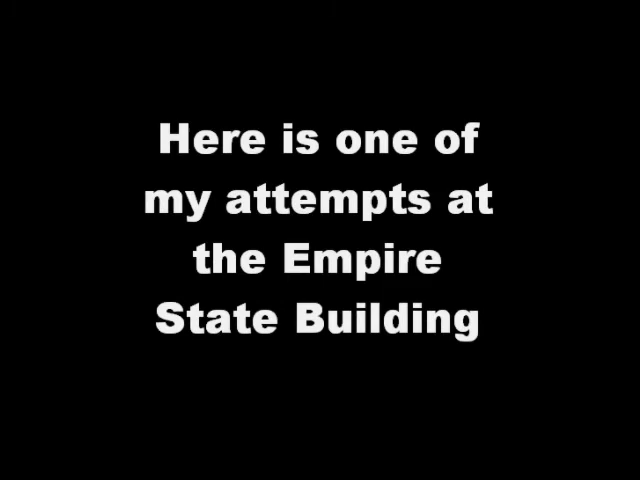 Here is one of
my attempts at
the Empire
State Building